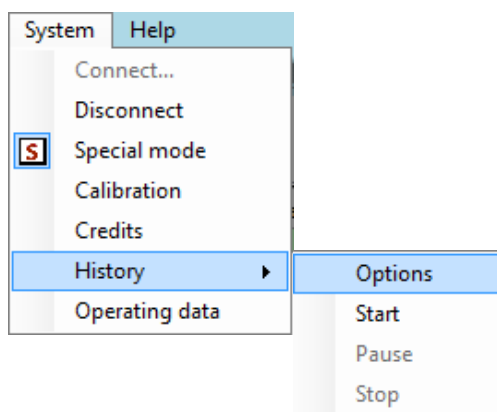 System Help
Connect...
Disconnect
S Special mode
Calibration
Credits
History
Operating data
Options
Start
Pause
Stop